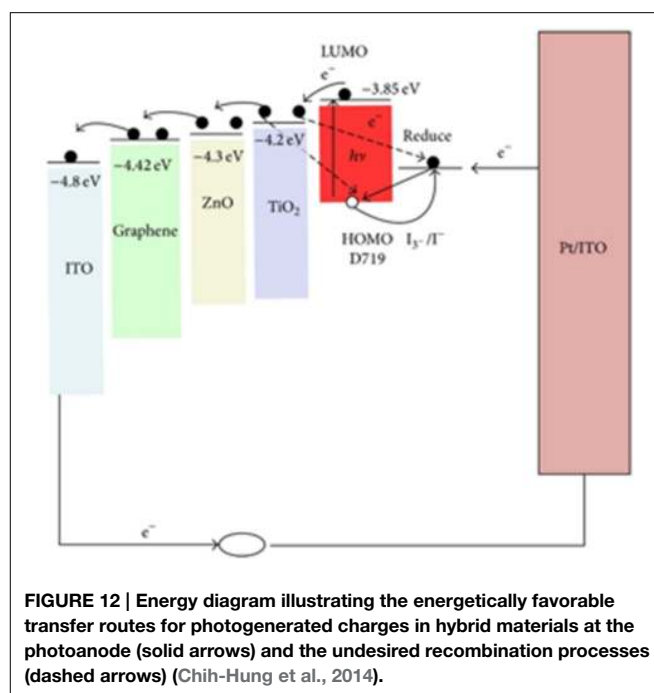 LUMO
e⁻
−3.85 eV
e⁻
Reduce
−4.2 eV
hν
e⁻
−4.3 eV
−4.42 eV
−4.8 eV
ZnO
TiO₂
Graphene
HOMO
D719
I₃-/I⁻
Pt/ITO
ITO
e⁻
FIGURE 12 | Energy diagram illustrating the energetically favorable
transfer routes for photogenerated charges in hybrid materials at the
photoanode (solid arrows) and the undesired recombination processes
(dashed arrows) (Chih-Hung et al., 2014).